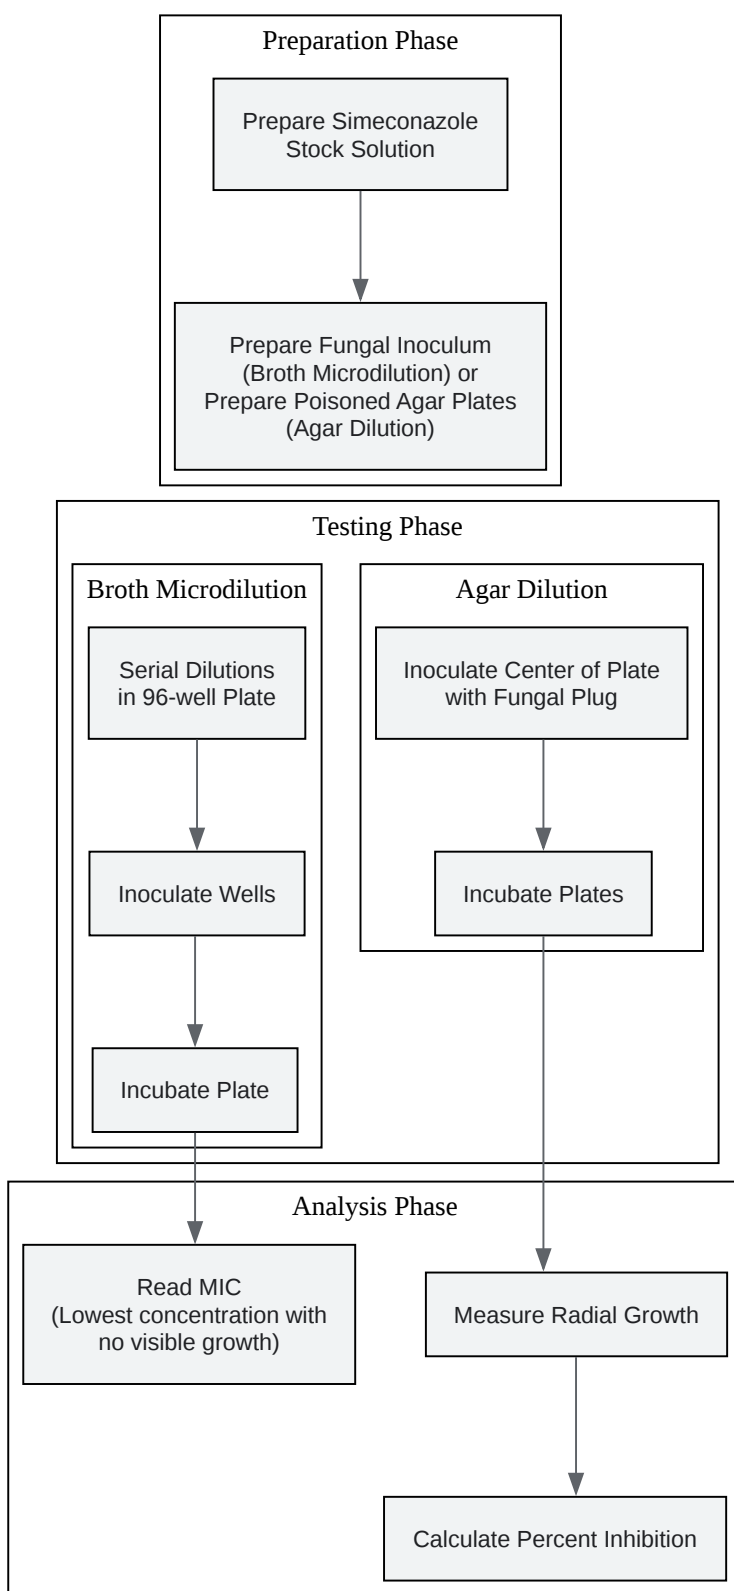 Preparation Phase
Prepare Simeconazole
Stock Solution
Prepare Fungal Inoculum
(Broth Microdilution) or
Prepare Poisoned Agar Plates
(Agar Dilution)
Testing Phase
Broth Microdilution
Serial Dilutions
in 96-well Plate
Inoculate Wells
Incubate Plate
Agar Dilution
Inoculate Center of Plate
with Fungal Plug
Incubate Plates
Analysis Phase
Read MIC
(Lowest concentration with
no visible growth)
Measure Radial Growth
Calculate Percent Inhibition